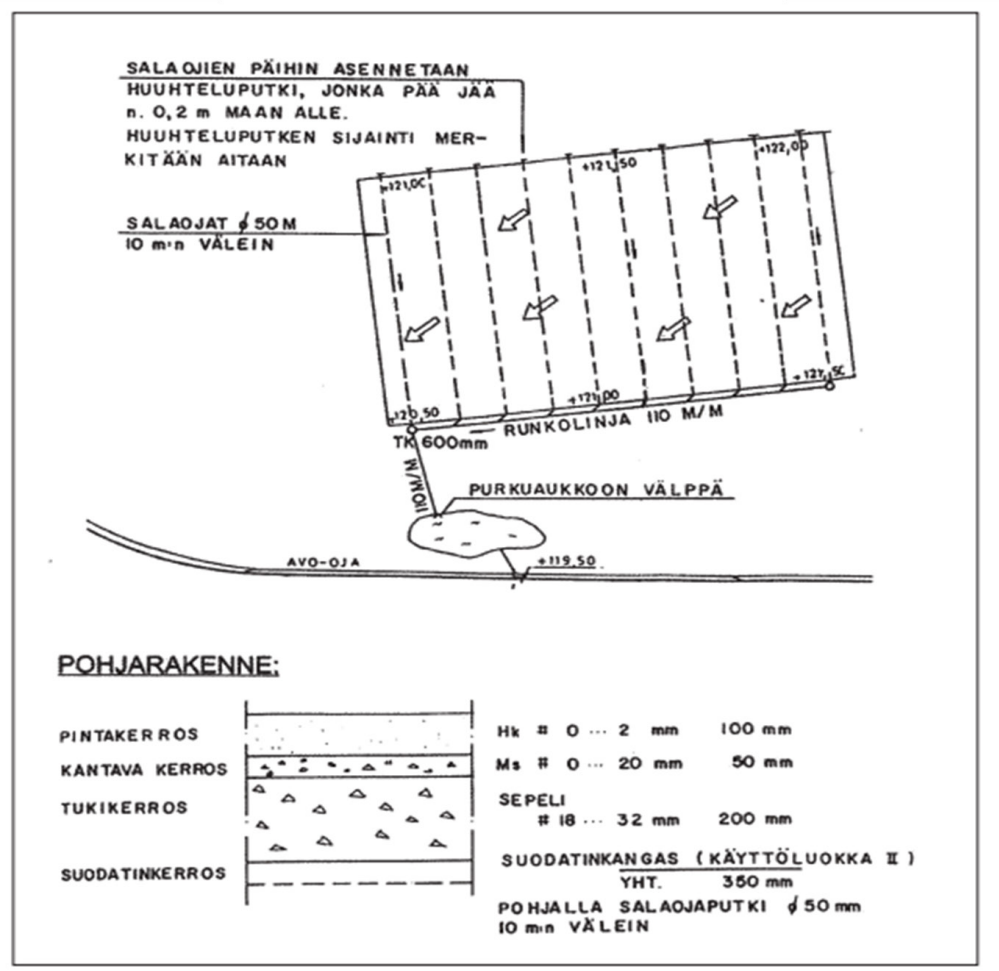 SALAOJIEN PÄIHIN ASENNETAAN
HUUHTELUPUTKI, JONKA PÄÄ JÄÄ
n. 0,2 m MAAN ALLE.
HUUHTELUPUTKEN SIJAINTI MER-
KITÄÄN AITAAN
SALAOJAT ϕ 50M
10 m:n VÄLEIN
+122,00
+121,50
+121,00
+121,50
+121,00
+120,50
RUNKOLINJA 110 M/M
TK 600mm
110M/M
PURKUAUKKOON VÄLPPÄ
AVO-OJA
+119,50
POHJARAKENNE:
PINTAKERROS Hk # 0 ... 2 mm 100 mm
KANTAVA KERROS Ms # 0 ... 20 mm 50 mm
TUKIKERROS SEPELI
# 18 ... 32 mm 200 mm
SUODATINKERROS SUODATINKANGAS (KÄYTTÖLUOKKA II)
YHT. 350 mm
POHJALLA SALAOJAPUTKI ϕ 50 mm
10 m:n VÄLEIN